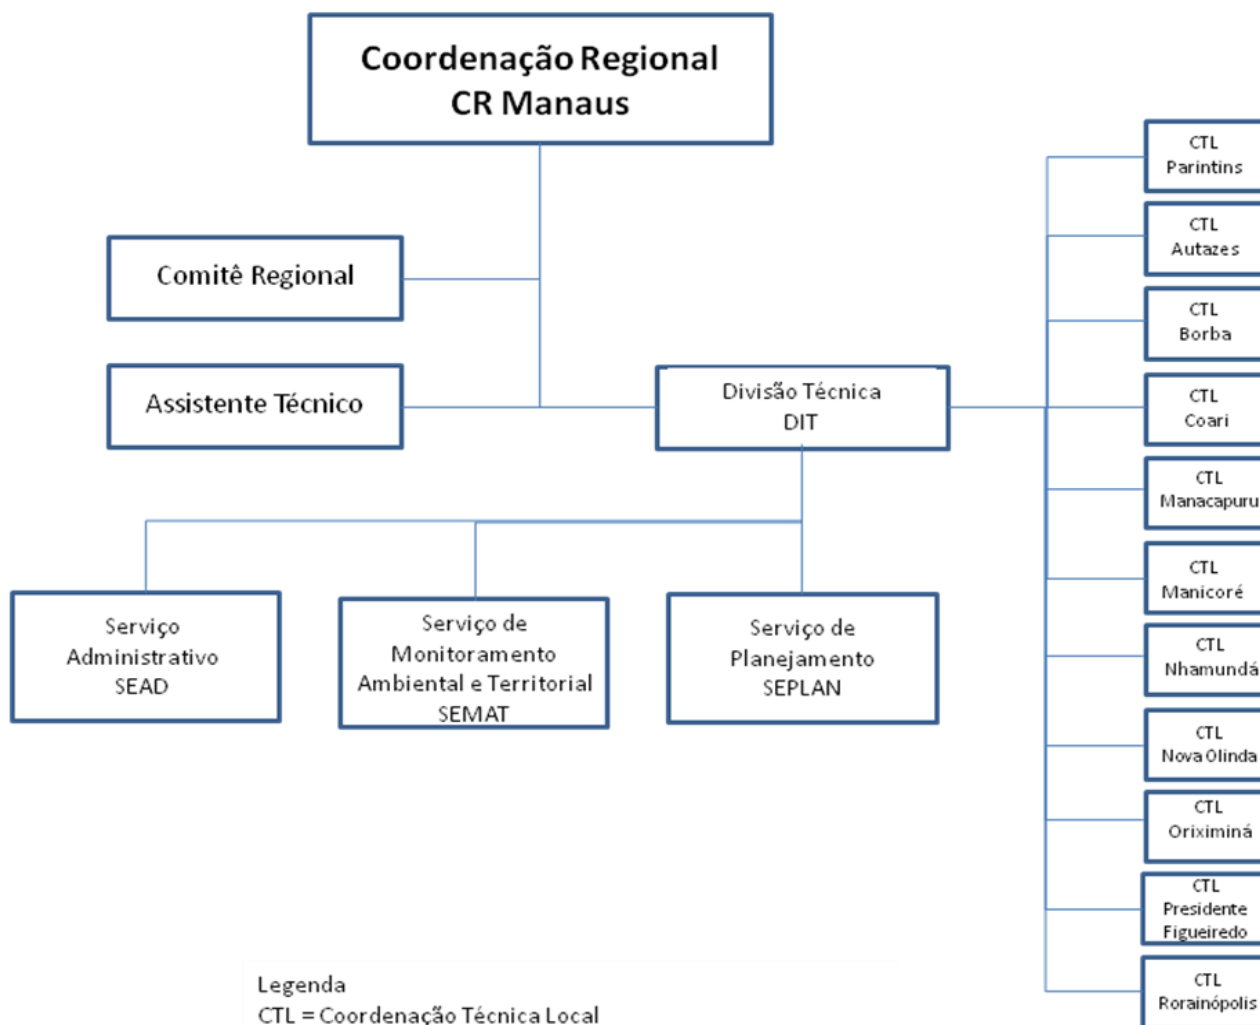 Coordenação Regional
CR Manaus
Comitê Regional
Assistente Técnico
Divisão Técnica
DIT
Serviço
Administrativo
SEAD
Serviço de
Monitoramento
Ambiental e Territorial
SEMAT
Serviço de
Planejamento
SEPLAN
CTL
Parintins
CTL
Autazes
CTL
Borba
CTL
Coari
CTL
Manacapuru
CTL
Manicoré
CTL
Nhamundá
CTL
Nova Olinda
CTL
Oriximiná
CTL
Presidente
Figueiredo
CTL
Rorainópolis
Legenda
CTL = Coordenação Técnica Local